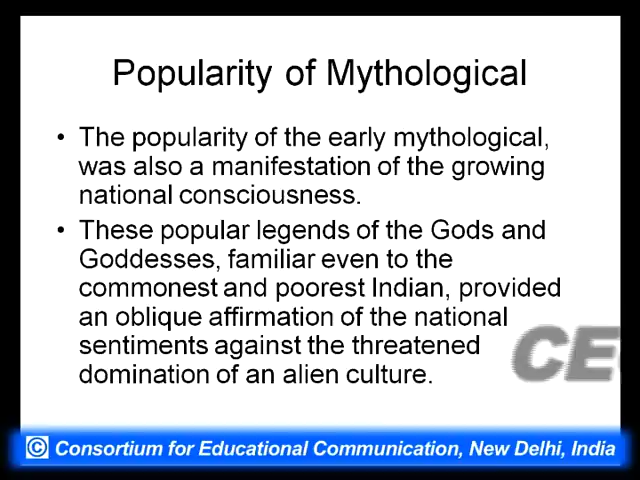 Popularity of Mythological
• The popularity of the early mythological,
was also a manifestation of the growing
national consciousness.
• These popular legends of the Gods and
Goddesses, familiar even to the
commonest and poorest Indian, provided
an oblique affirmation of the national
sentiments against the threatened
domination of an alien culture.
CE
© Consortium for Educational Communication, New Delhi, India